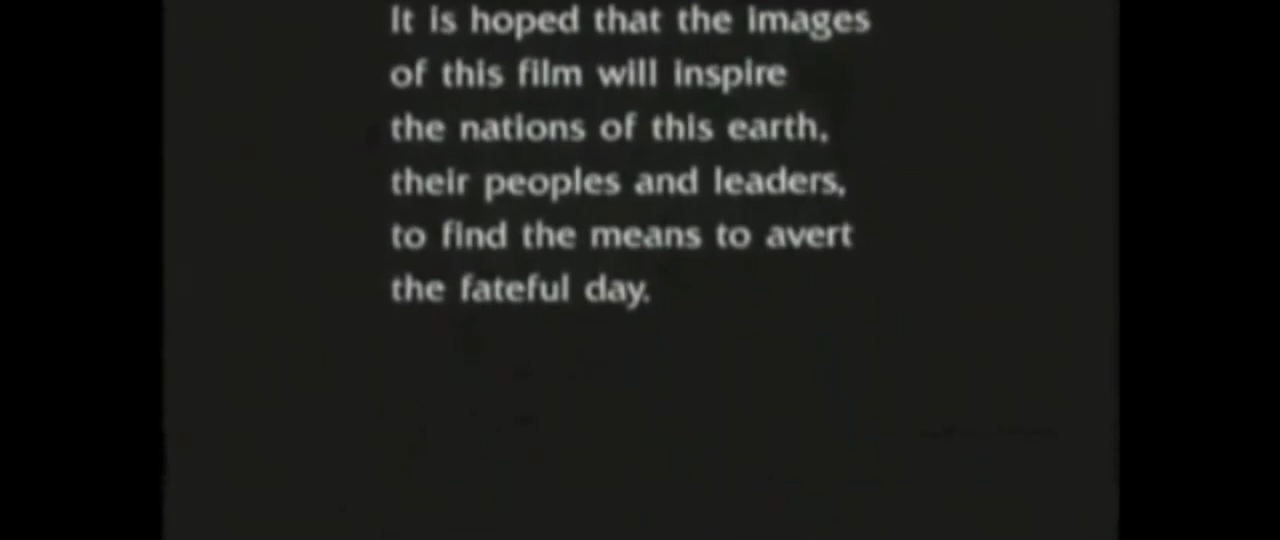 It is hoped that the images
of this film will inspire
the nations of this earth,
their peoples and leaders,
to find the means to avert
the fateful day.